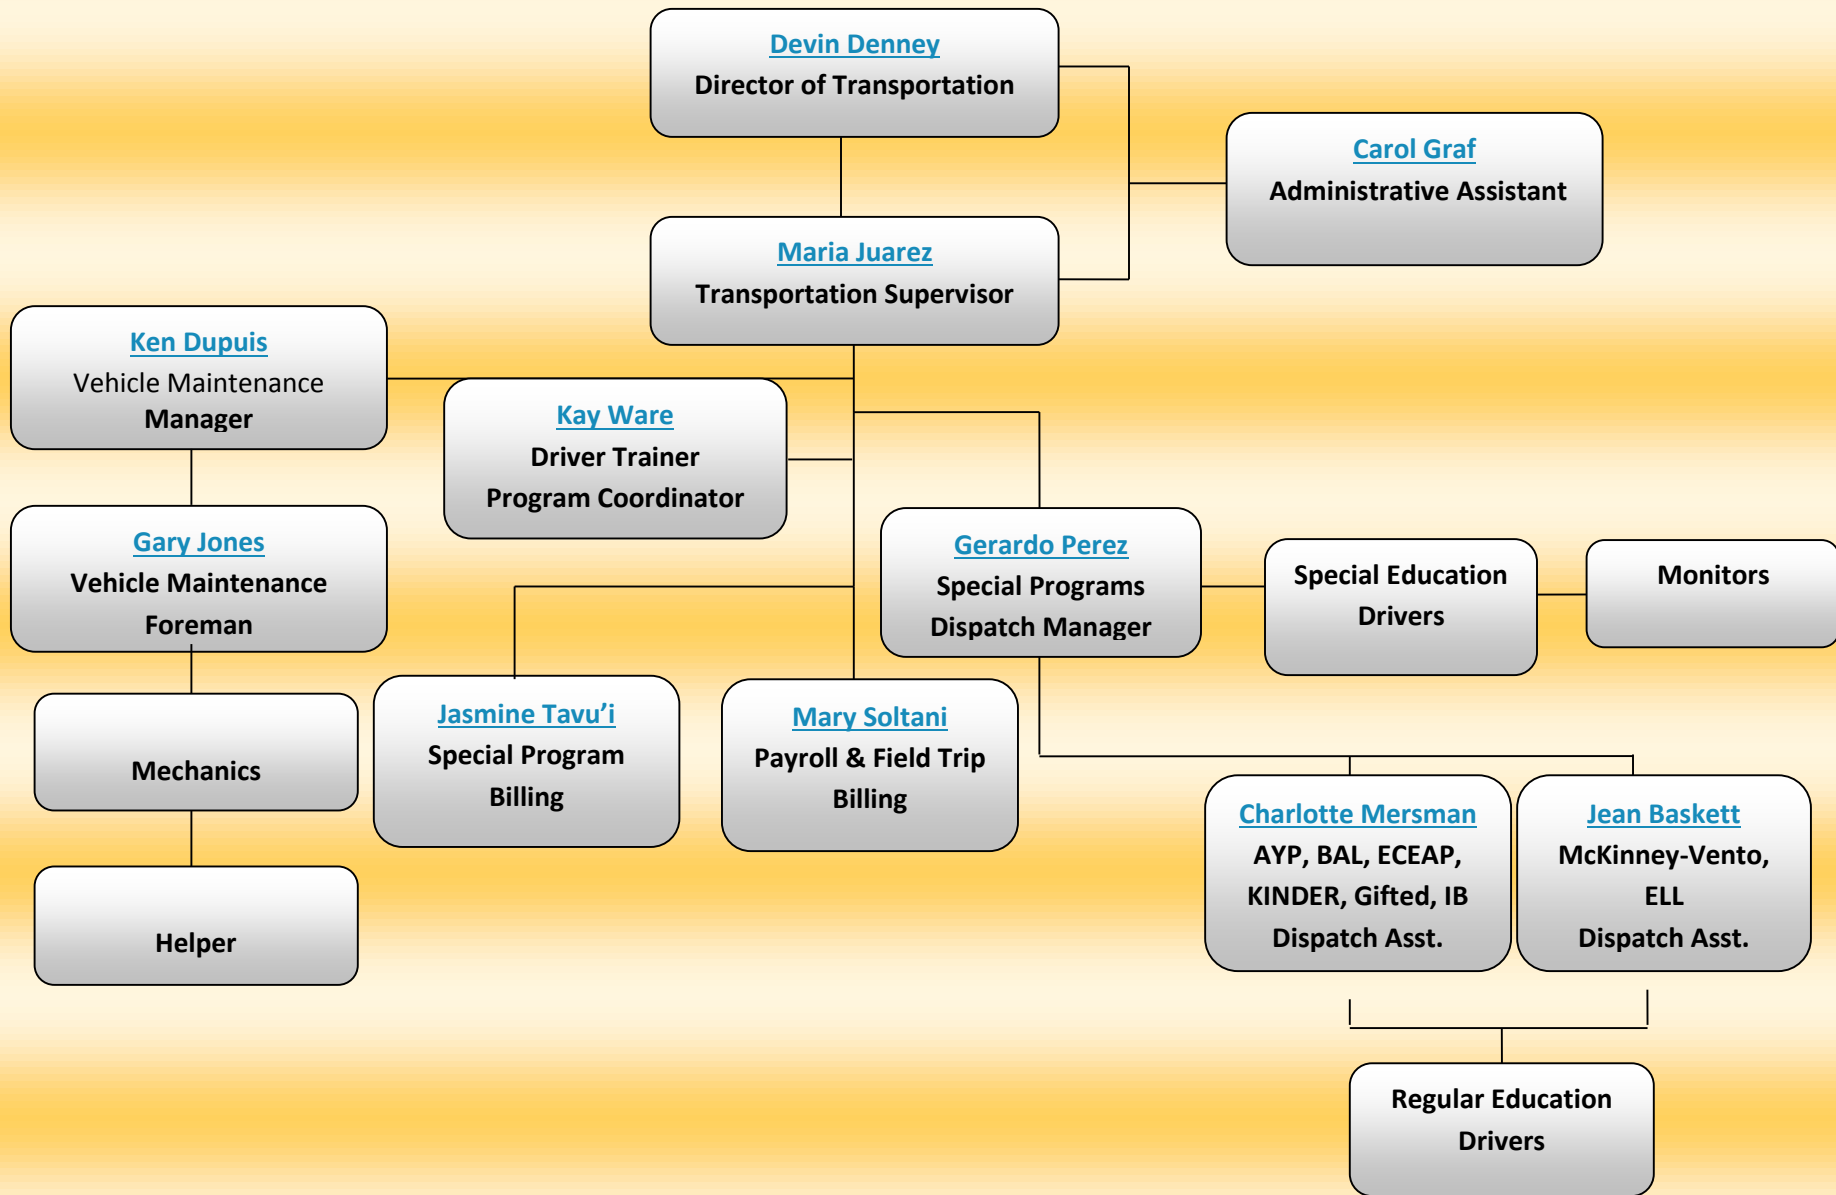 Devin Denney
Director of Transportation
Carol Graf
Administrative Assistant
Maria Juarez
Transportation Supervisor
Ken Dupuis
Vehicle Maintenance
Manager
Kay Ware
Driver Trainer
Program Coordinator
Gary Jones
Vehicle Maintenance
Foreman
Gerardo Perez
Special Programs
Dispatch Manager
Special Education
Drivers
Monitors
Mechanics
Jasmine Tavu’i
Special Program
Billing
Mary Soltani
Payroll & Field Trip
Billing
Charlotte Mersman
AYP, BAL, ECEAP,
KINDER, Gifted, IB
Dispatch Asst.
Jean Baskett
McKinney-Vento,
ELL
Dispatch Asst.
Helper
Regular Education
Drivers